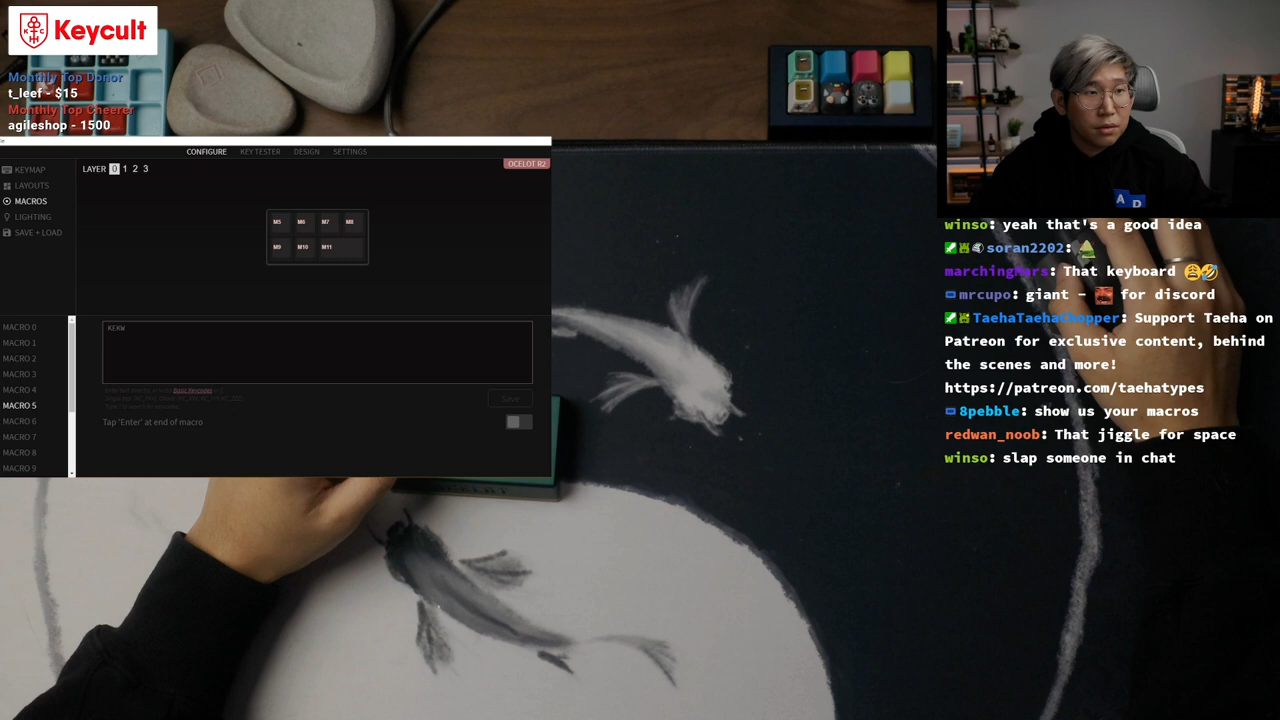 Keycult
Monthly Top Donor
t_leef - $15
Monthly Top Cheerer
agileshop - 1500
CONFIGURE KEY TESTER DESIGN SETTINGS
OCELOT R2
KEYMAP
LAYOUTS
MACROS
LIGHTING
SAVE + LOAD
LAYER 0 1 2 3
M5 M6 M7 M8
M9 M10 M11
MACRO 0
MACRO 1
MACRO 2
MACRO 3
MACRO 4
MACRO 5
MACRO 6
MACRO 7
MACRO 8
MACRO 9
KEKW
Save
Tap 'Enter' at end of macro
winso: yeah that's a good idea
soran2202:
marchingMars: That keyboard
mrcupo: giant - for discord
TaehaTaehaChopper: Support Taeha on
Patreon for exclusive content, behind
the scenes and more!
https://patreon.com/taehatypes
8pebble: show us your macros
redwan_noob: That jiggle for space
winso: slap someone in chat